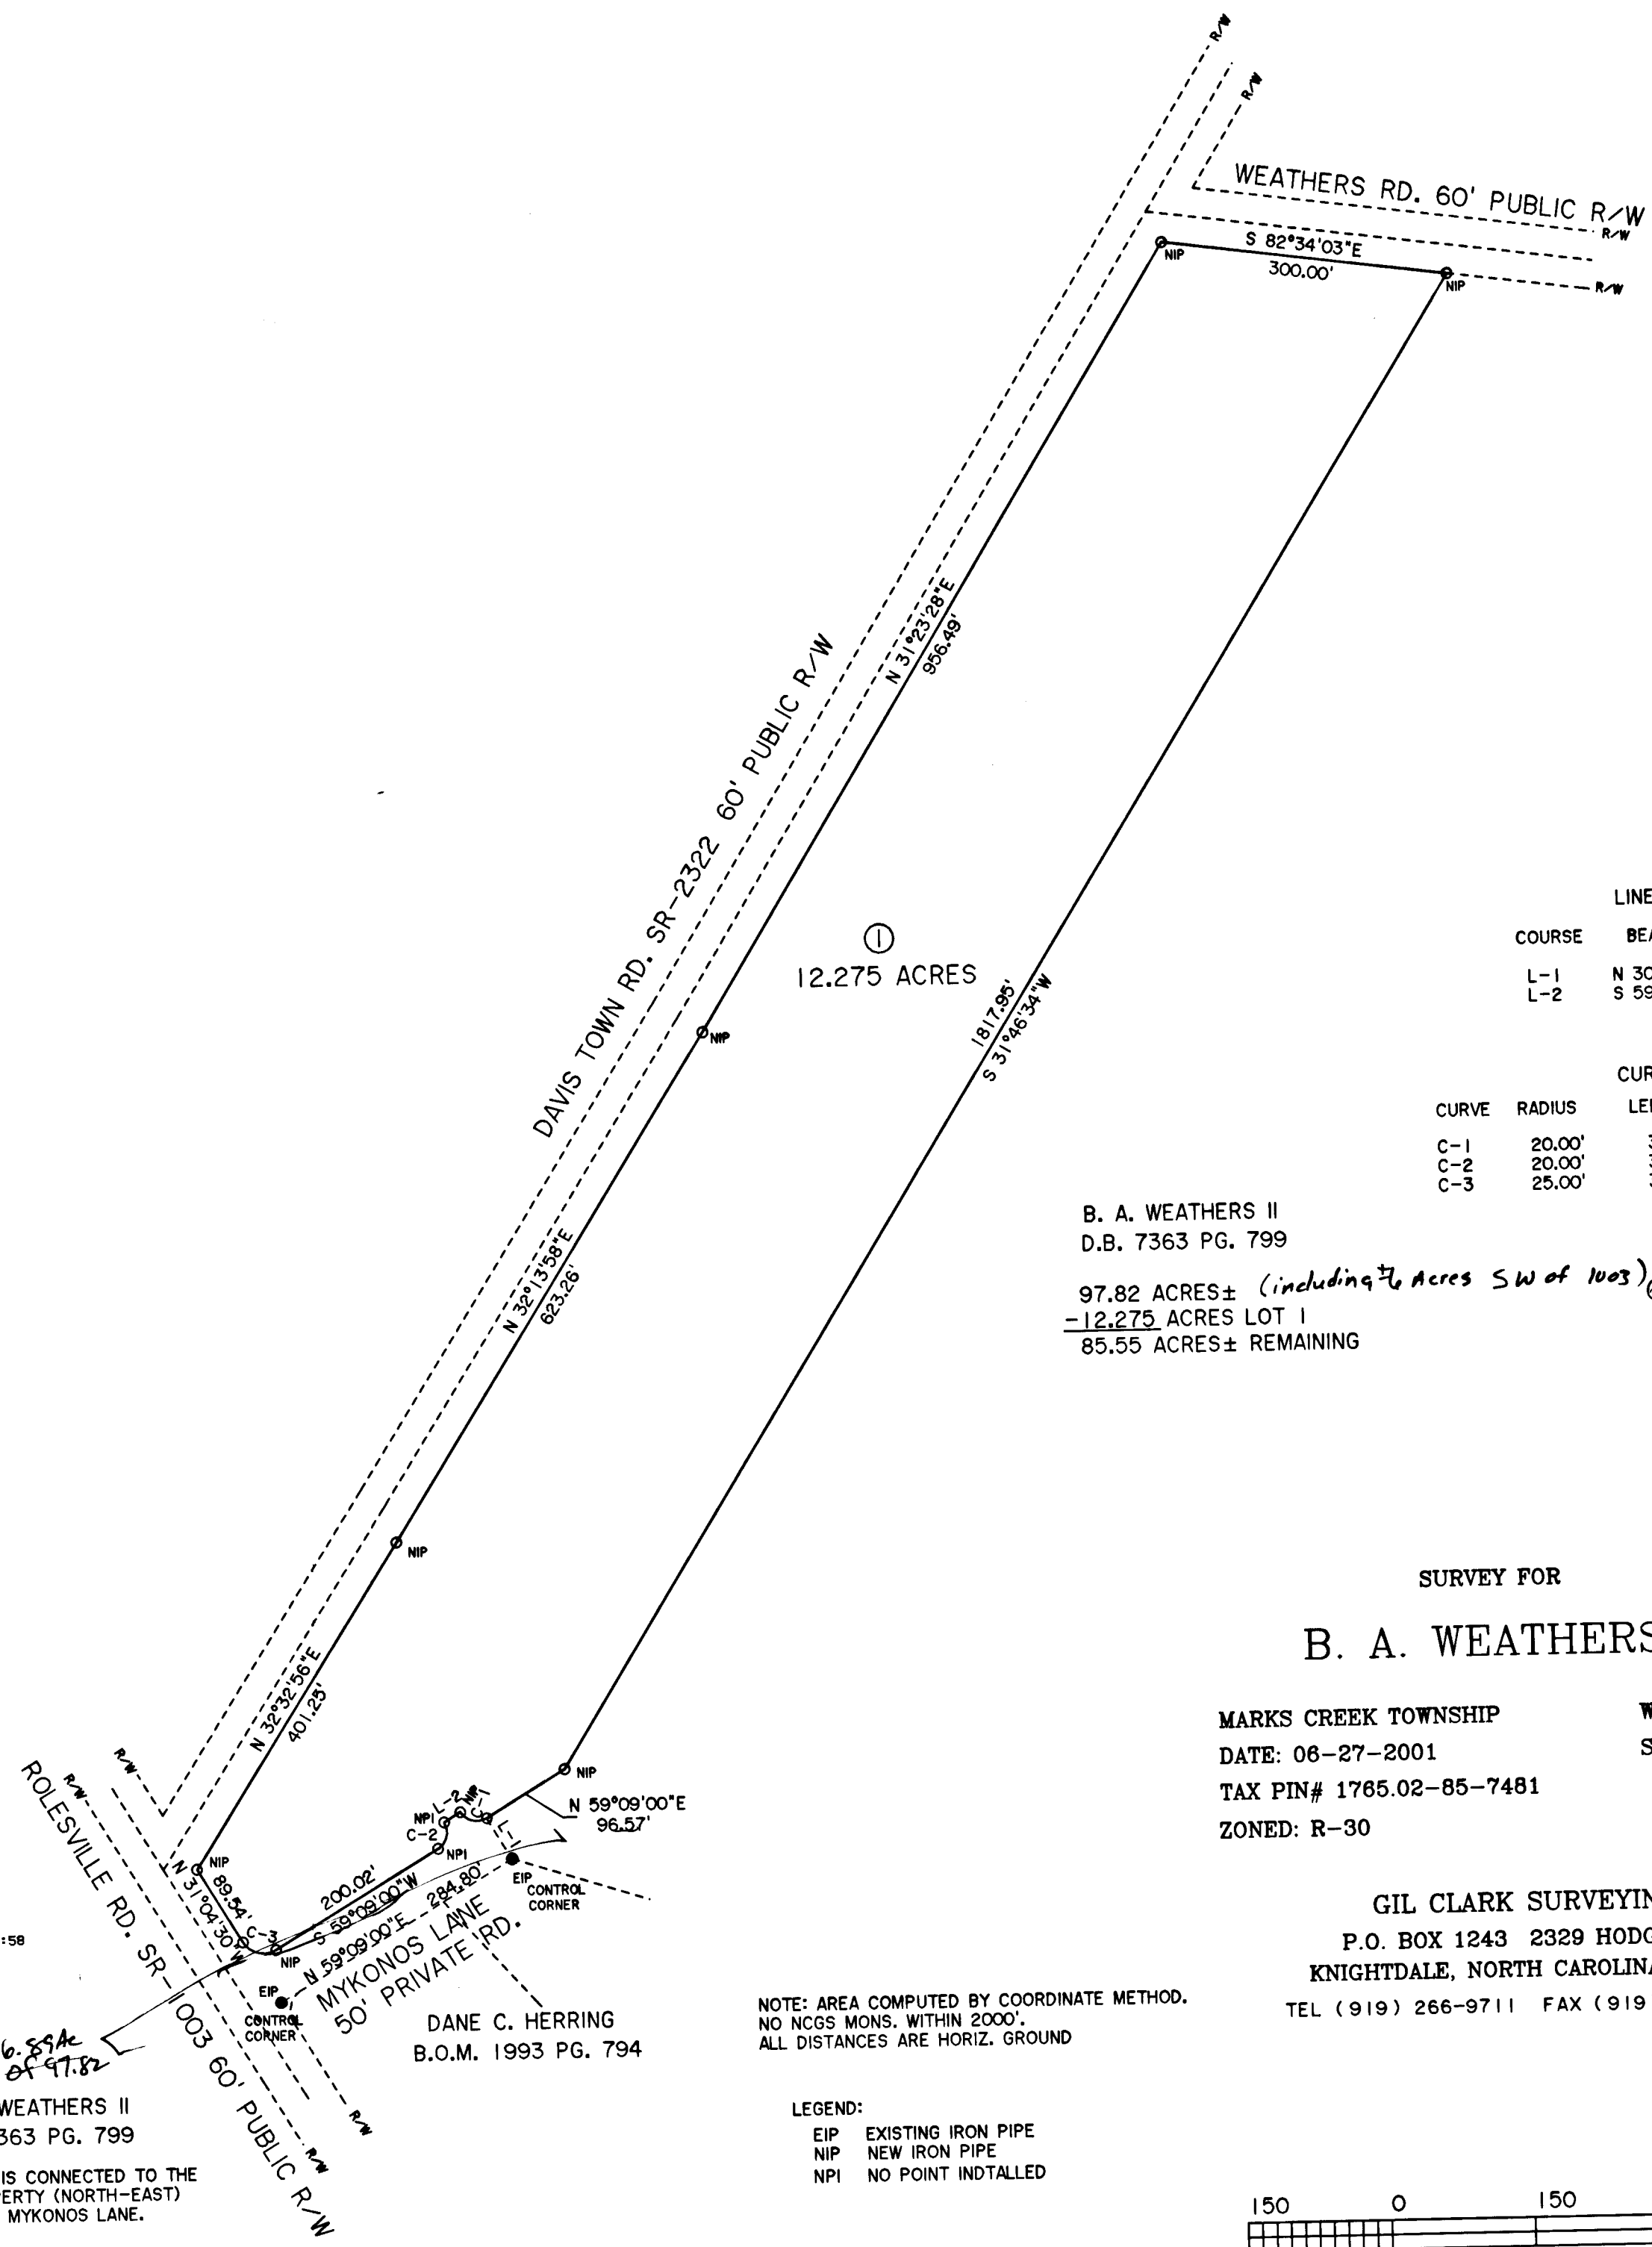 R/W
R/W
WEATHERS RD. 60' PUBLIC R/W
R/W
S 82°34'03"E
300.00'
NIP
NIP
R/W
N 31°23'28"E
956.49'
DAVIS TOWN RD. SR-2322 60' PUBLIC R/W
1
12.275 ACRES
1817.95'
S 31°46'34"W
NIP
LINE
COURSE BEA
L-1 N 30
L-2 S 59
CUR
CURVE RADIUS LE
C-1 20.00'
C-2 20.00'
C-3 25.00'
B. A. WEATHERS II
D.B. 7363 PG. 799
97.82 ACRES± (including Acres SW of 1003)
-12.275 ACRES LOT 1
85.55 ACRES± REMAINING
N 32°13'58"E
623.26'
NIP
N 32°32'56"E
401.25'
SURVEY FOR
B. A. WEATHERS
MARKS CREEK TOWNSHIP
DATE: 06-27-2001
TAX PIN# 1765.02-85-7481
ZONED: R-30
NIP
N 59°09'00"E
96.57'
NPI
L-2
NIP
C-1
L-1
C-2
NPI
R/W
R/W
ROLESVILLE RD. SR-1003 60' PUBLIC R/W
NIP
89.54'
N 31°04'30"W
C-3
NIP
200.02'
S 59°09'00"W
N 59°09'00"E 284.80'
EIP
CONTROL
CORNER
MYKONOS LANE
50' PRIVATE RD.
EIP
CONTROL
CORNER
:58
6.89Ac
of 97.82
WEATHERS II
363 PG. 799
IS CONNECTED TO THE
ERTY (NORTH-EAST)
MYKONOS LANE.
R/W
R/W
DANE C. HERRING
B.O.M. 1993 PG. 794
NOTE: AREA COMPUTED BY COORDINATE METHOD.
NO NCGS MONS. WITHIN 2000'.
ALL DISTANCES ARE HORIZ. GROUND
GIL CLARK SURVEYIN
P.O. BOX 1243 2329 HODG
KNIGHTDALE, NORTH CAROLINA
TEL (919) 266-9711 FAX (919
LEGEND:
EIP EXISTING IRON PIPE
NIP NEW IRON PIPE
NPI NO POINT INDTALLED
150 0 150